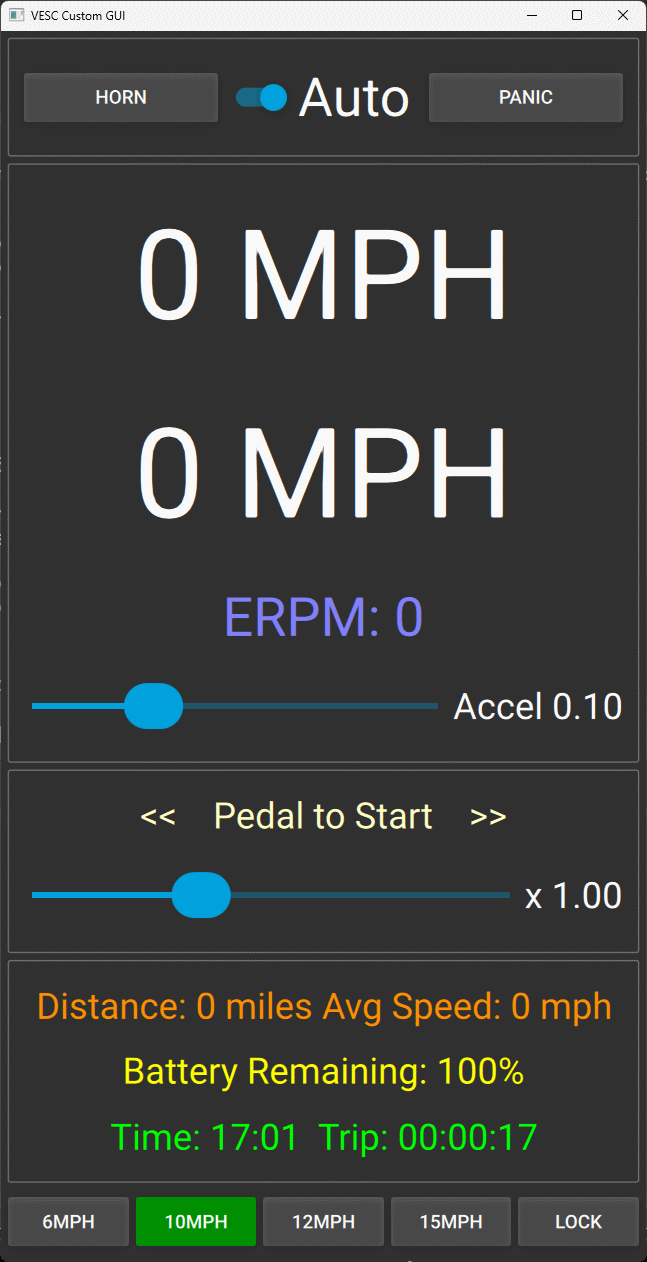 VESC Custom GUI
HORN Auto PANIC
0 MPH
0 MPH
ERPM: 0
Accel 0.10
<< Pedal to Start >>
x 1.00
Distance: 0 miles Avg Speed: 0 mph
Battery Remaining: 100%
Time: 17:01 Trip: 00:00:17
6MPH 10MPH 12MPH 15MPH LOCK